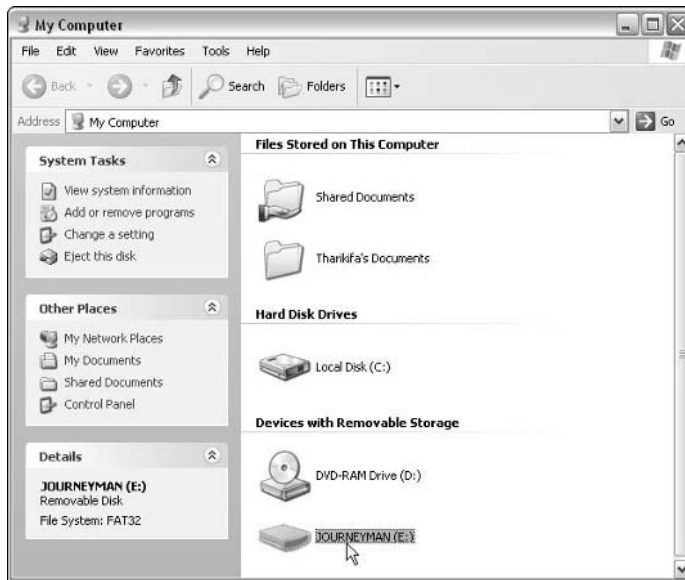 My Computer
File Edit View Favorites Tools Help
Back Search Folders
Address My Computer Go
System Tasks
View system information
Add or remove programs
Change a setting
Eject this disk
Other Places
My Network Places
My Documents
Shared Documents
Control Panel
Details
JOURNEYMAN (E:)
Removable Disk
File System: FAT32
Files Stored on This Computer
Shared Documents
Tharikifa's Documents
Hard Disk Drives
Local Disk (C:)
Devices with Removable Storage
DVD-RAM Drive (D:)
JOURNEYMAN (E:)